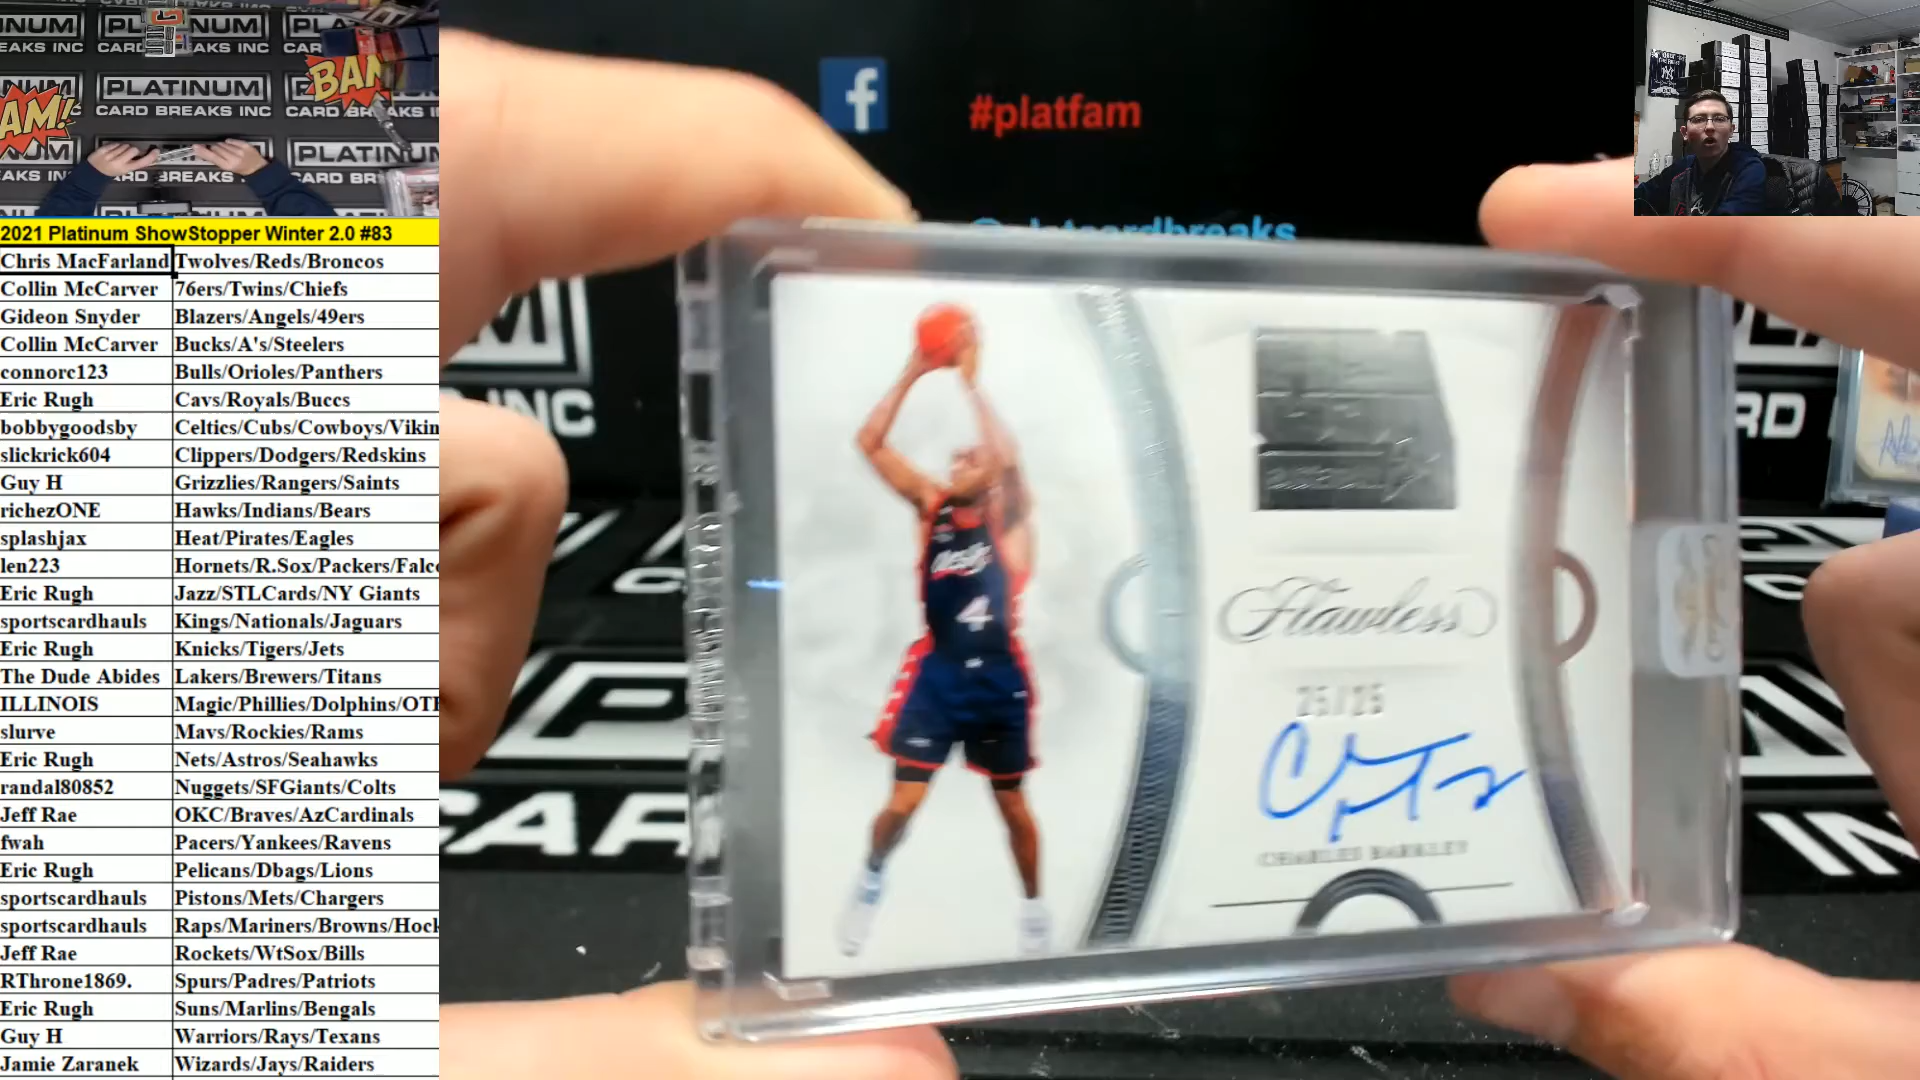 PLATINUM
CARD BREAKS INC
BAM!
#platfam
@platcardbreaks
2021 Platinum ShowStopper Winter 2.0 #83
Chris MacFarland Twolves/Reds/Broncos
Collin McCarver 76ers/Twins/Chiefs
Gideon Snyder Blazers/Angels/49ers
Collin McCarver Bucks/A's/Steelers
connorc123 Bulls/Orioles/Panthers
Eric Rugh Cavs/Royals/Buccs
bobbygoodsby Celtics/Cubs/Cowboys/Vikin
slickrick604 Clippers/Dodgers/Redskins
Guy H Grizzlies/Rangers/Saints
richezONE Hawks/Indians/Bears
splashjax Heat/Pirates/Eagles
len223 Hornets/R.Sox/Packers/Falc
Eric Rugh Jazz/STLCards/NY Giants
sportscardhauls Kings/Nationals/Jaguars
Eric Rugh Knicks/Tigers/Jets
The Dude Abides Lakers/Brewers/Titans
ILLINOIS Magic/Phillies/Dolphins/OTH
slurve Mavs/Rockies/Rams
Eric Rugh Nets/Astros/Seahawks
randal80852 Nuggets/SFGiants/Colts
Jeff Rae OKC/Braves/AzCardinals
fwah Pacers/Yankees/Ravens
Eric Rugh Pelicans/Dbags/Lions
sportscardhauls Pistons/Mets/Chargers
sportscardhauls Raps/Mariners/Browns/Hock
Jeff Rae Rockets/WtSox/Bills
RThrone1869. Spurs/Padres/Patriots
Eric Rugh Suns/Marlins/Bengals
Guy H Warriors/Rays/Texans
Jamie Zaranek Wizards/Jays/Raiders
4
Flawless
25/25
CHARLES BARKLEY